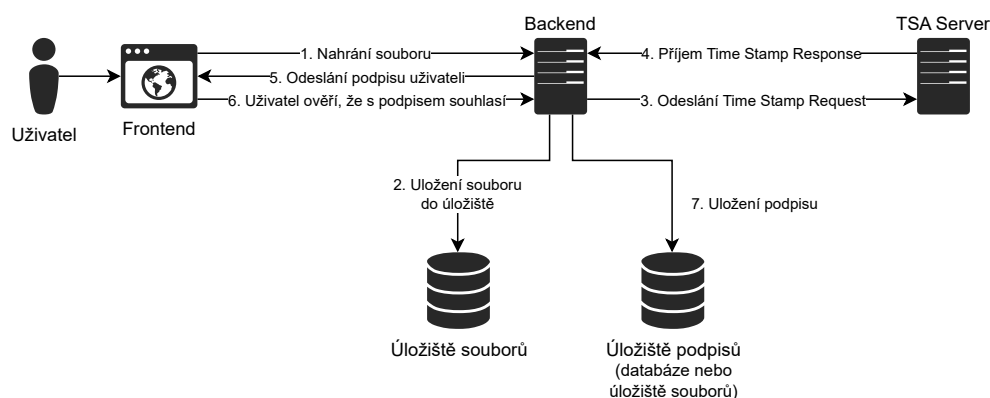 Backend
TSA Server
1. Nahrání souboru
4. Příjem Time Stamp Response
5. Odeslání podpisu uživateli
6. Uživatel ověří, že s podpisem souhlasí
3. Odeslání Time Stamp Request
Uživatel
Frontend
2. Uložení souboru
do úložiště
7. Uložení podpisu
Úložiště souborů
Úložiště podpisů
(databáze nebo
úložiště souborů)